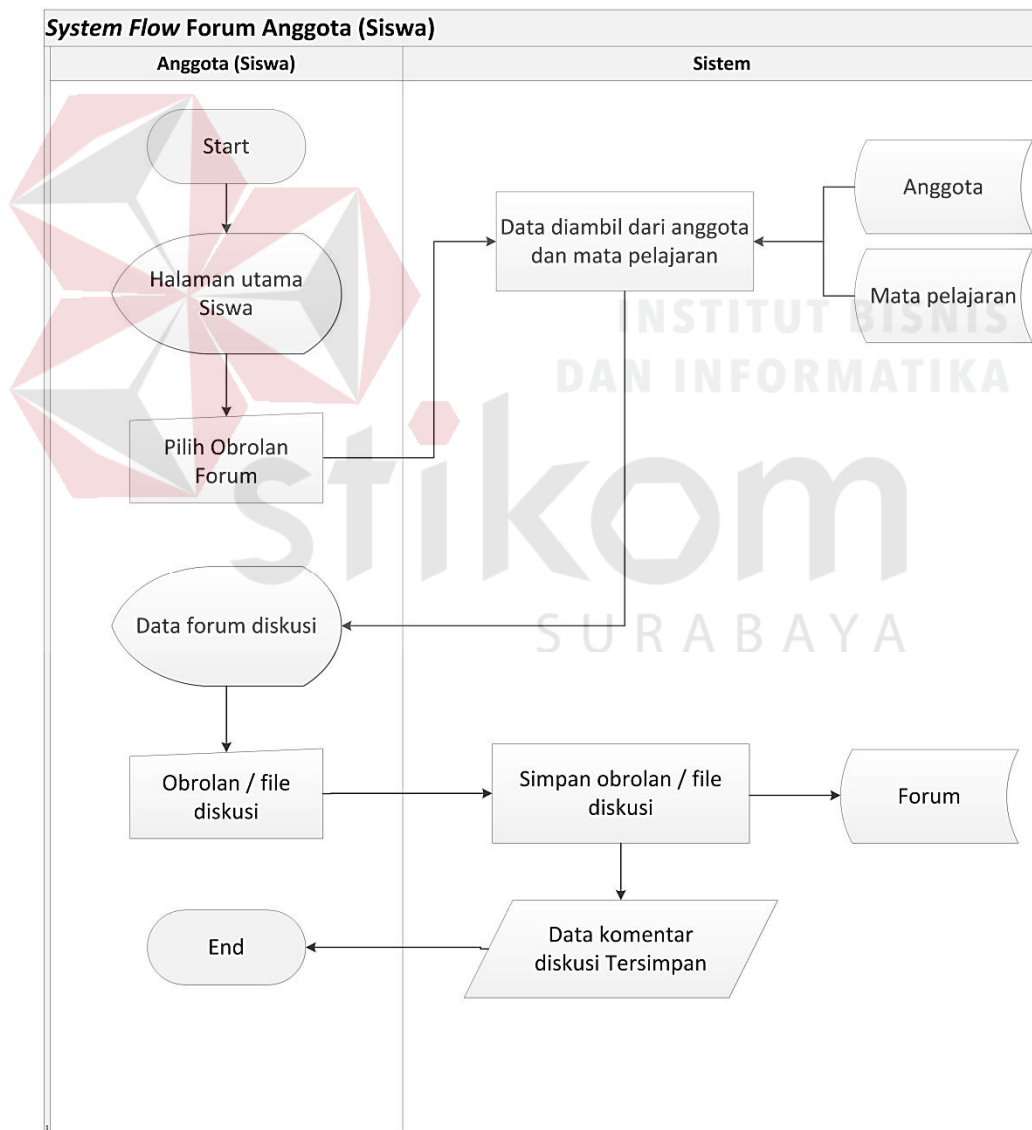 System Flow Forum Anggota (Siswa)
Anggota (Siswa)
Sistem
Start
Halaman utama
Siswa
Pilih Obrolan
Forum
Data diambil dari anggota
dan mata pelajaran
Anggota
Mata pelajaran
INSTITUT BISNIS
DAN INFORMATIKA
stikom
SURABAYA
Data forum diskusi
Obrolan / file
diskusi
Simpan obrolan / file
diskusi
Forum
Data komentar
diskusi Tersimpan
End